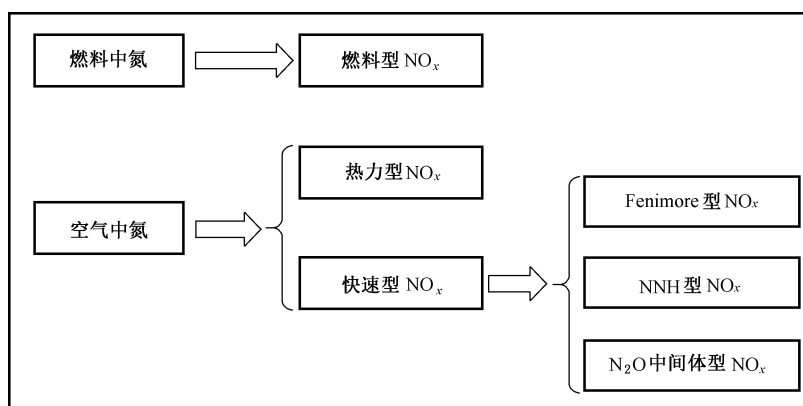 燃料中氮
燃料型 NOₓ
空气中氮
热力型 NOₓ
快速型 NOₓ
Fenimore 型 NOₓ
NNH 型 NOₓ
N₂O 中间体型 NOₓ